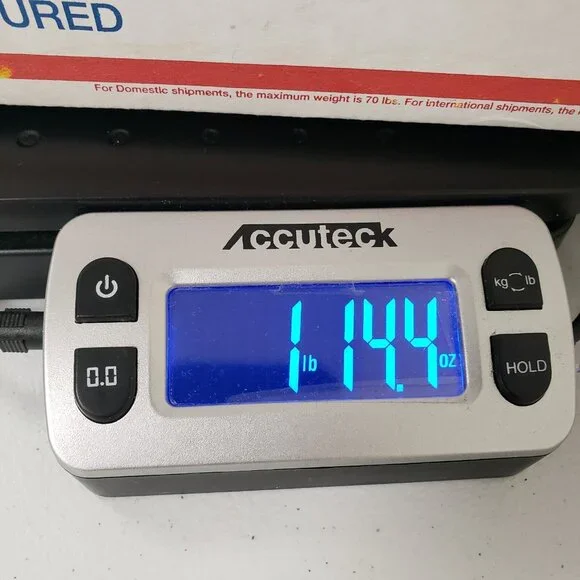 URED
For Domestic shipments, the maximum weight is 70 lbs. For international shipments, the
Accuteck
kg lb
1 lb 14.4 oz
0.0
HOLD